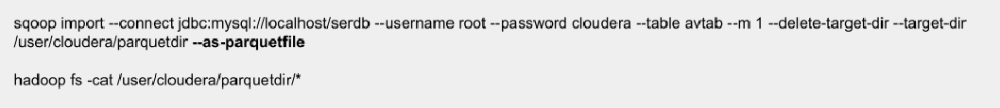 sqoop import --connect jdbc:mysql://localhost/serdb --username root --password cloudera --table avtab --m 1 --delete-target-dir --target-dir
/user/cloudera/parquetdir --as-parquetfile
hadoop fs -cat /user/cloudera/parquetdir/*